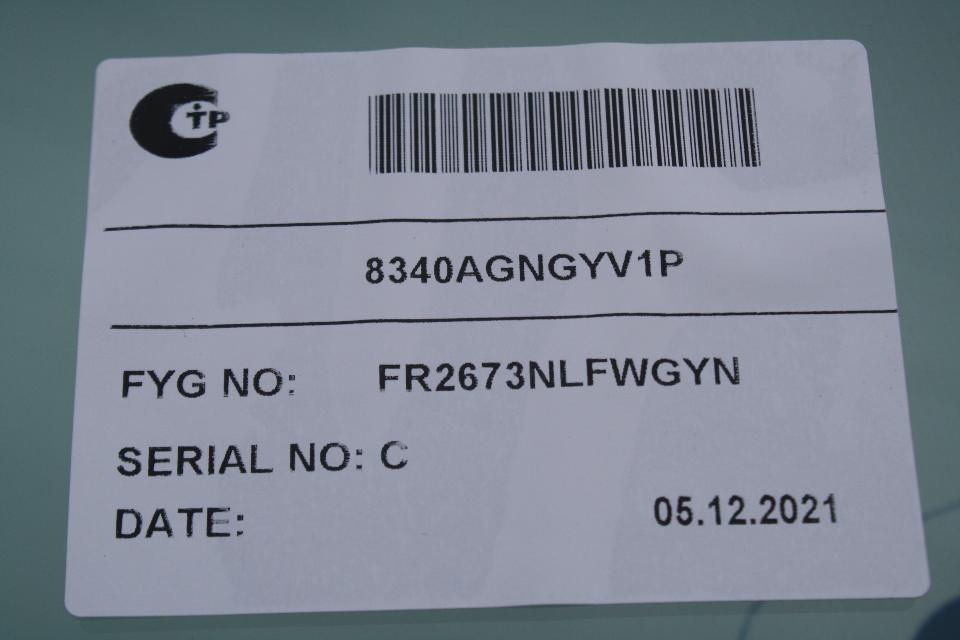 TP
8340AGNGYV1P
FYG NO: FR2673NLFWGYN
SERIAL NO: C
DATE: 05.12.2021